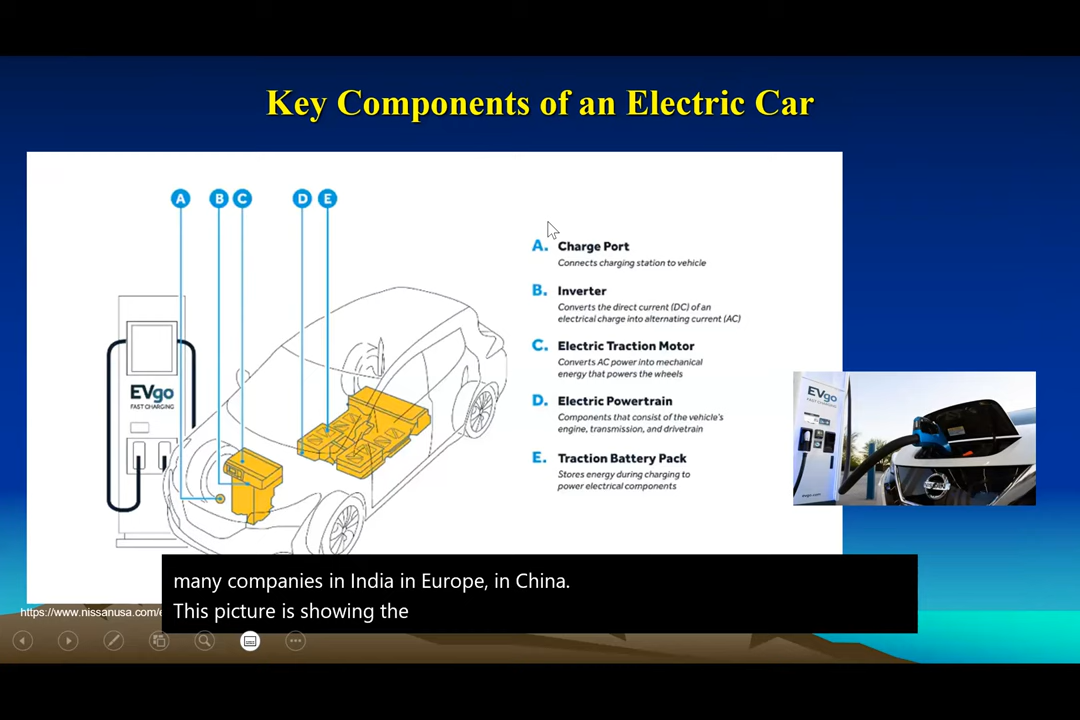 Key Components of an Electric Car
A B C D E
A. Charge Port
Connects charging station to vehicle
B. Inverter
Converts the direct current (DC) of an
electrical charge into alternating current (AC)
C. Electric Traction Motor
Converts AC power into mechanical
energy that powers the wheels
D. Electric Powertrain
Components that consist of the vehicle's
engine, transmission, and drivetrain
E. Traction Battery Pack
Stores energy during charging to
power electrical components
EVgo
FAST CHARGING
EVgo
FAST CHARGING
NISSAN
https://www.nissanusa.com/e
many companies in India in Europe, in China.
This picture is showing the